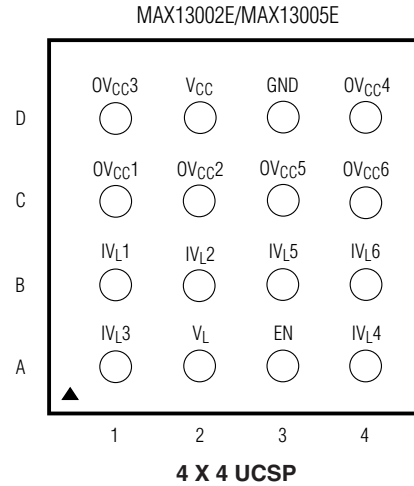 MAX13002E/MAX13005E
OVCC3 VCC GND OVCC4
D
OVCC1 OVCC2 OVCC5 OVCC6
C
IVL1 IVL2 IVL5 IVL6
B
IVL3 VL EN IVL4
A
1 2 3 4
4 X 4 UCSP